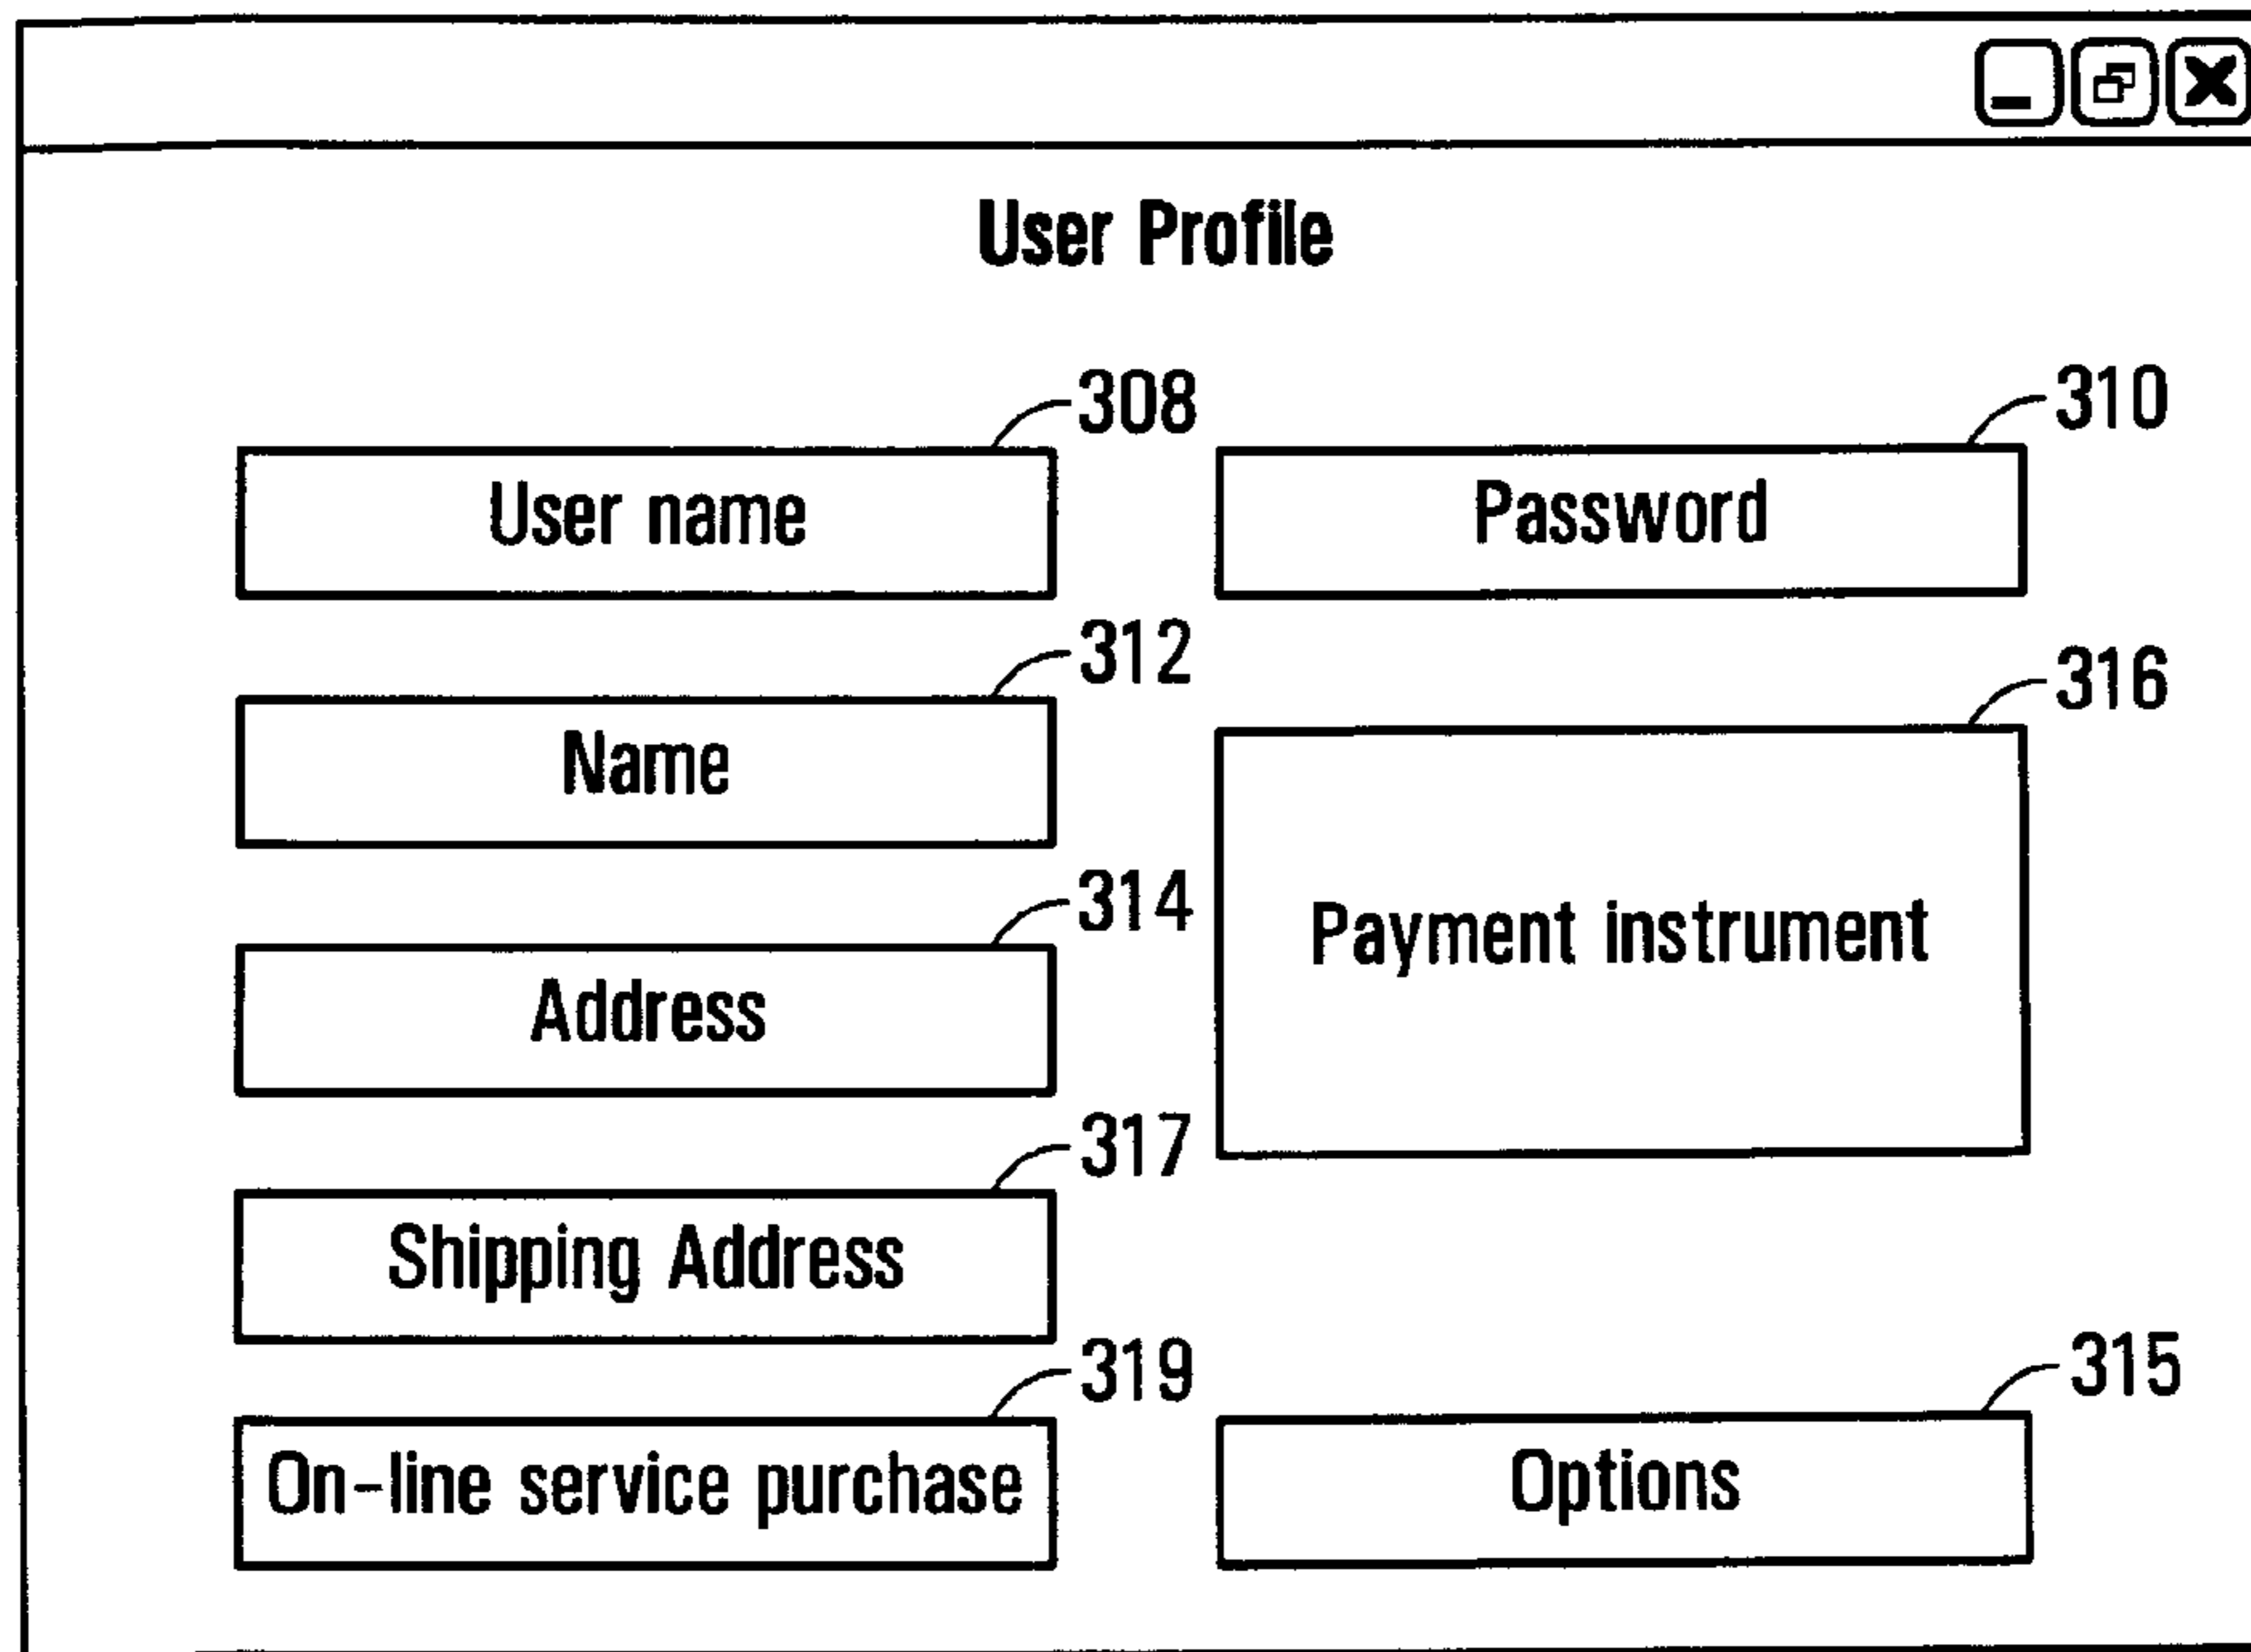 User Profile
308
310
User name
Password
312
316
Name
314
Payment instrument
Address
317
Shipping Address
319
315
On-line service purchase
Options